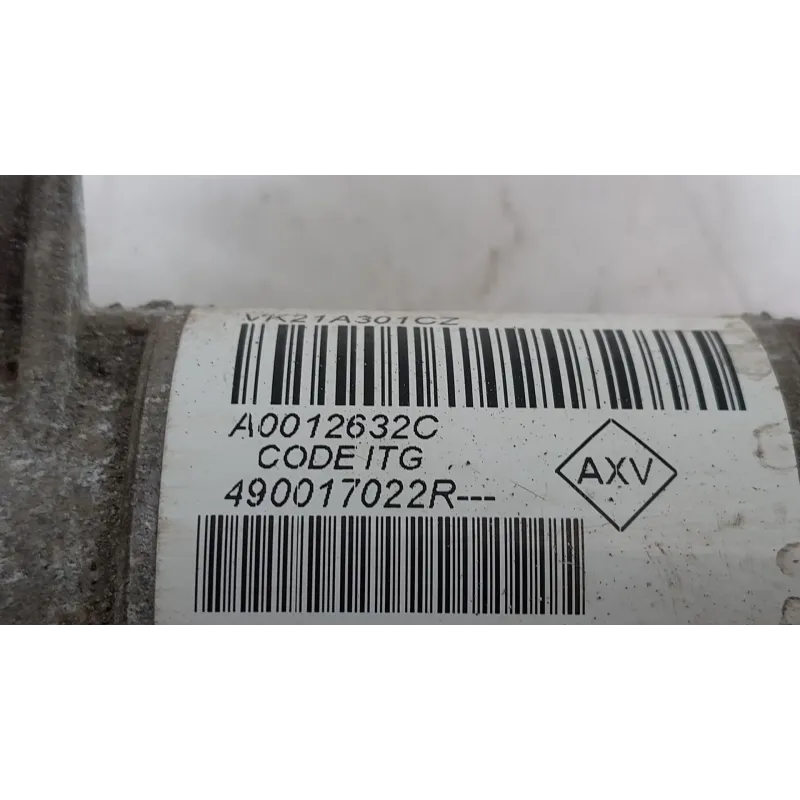 VK21A301CZ
A0012632C
CODE ITG
490017022R---
AXV